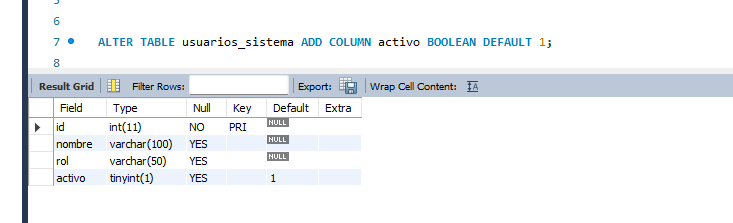 6
7 ALTER TABLE usuarios_sistema ADD COLUMN activo BOOLEAN DEFAULT 1;
8
Result Grid Filter Rows: Export: Wrap Cell Content: IA
Field Type Null Key Default Extra
id int(11) NO PRI NULL
nombre varchar(100) YES NULL
rol varchar(50) YES NULL
activo tinyint(1) YES 1